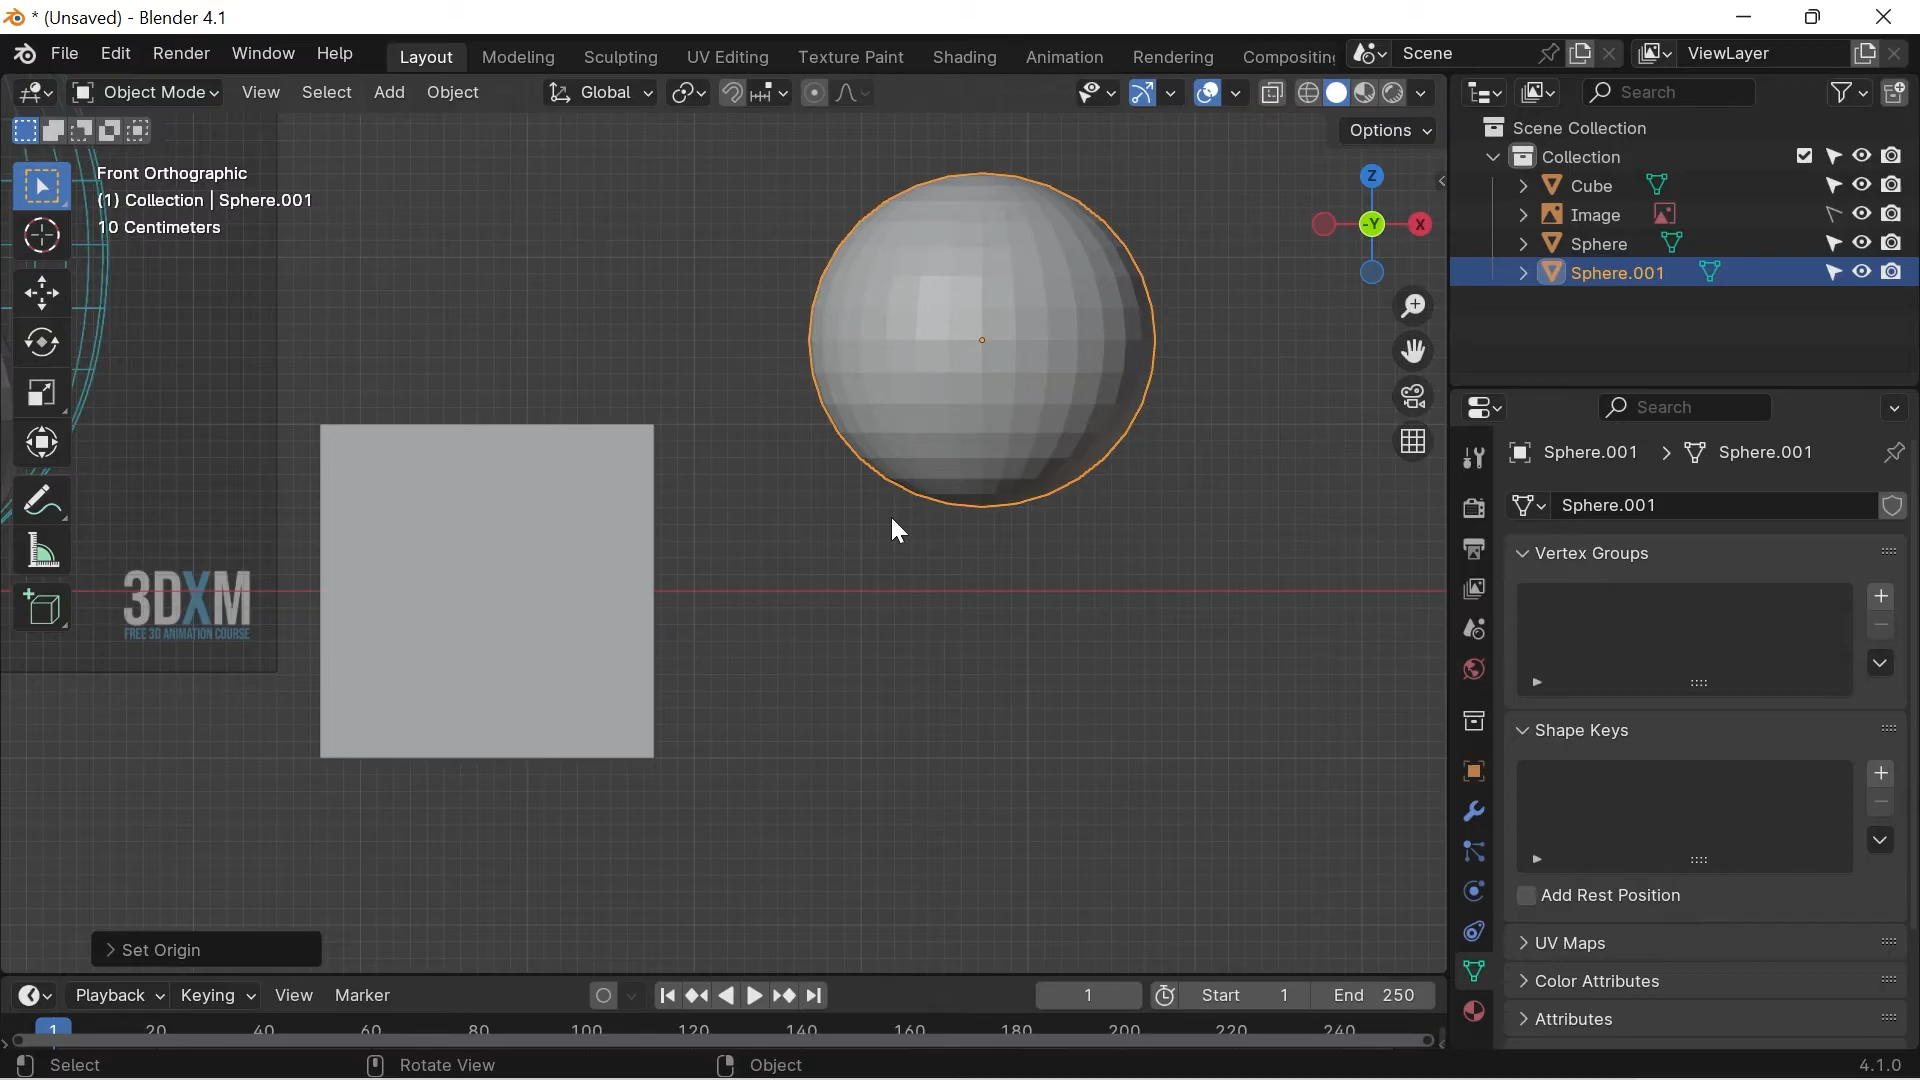 * (Unsaved) - Blender 4.1
File Edit Render Window Help
Layout Modeling Sculpting UV Editing Texture Paint Shading Animation Rendering Compositing
Scene
ViewLayer
Object Mode View Select Add Object
Global
Search
Options
Front Orthographic
(1) Collection | Sphere.001
10 Centimeters
Z
-Y
X
Scene Collection
Collection
Cube
Image
Sphere
Sphere.001
Search
Sphere.001 > Sphere.001
Sphere.001
Vertex Groups
Shape Keys
Add Rest Position
UV Maps
Color Attributes
Attributes
3DXM
FREE 3D ANIMATION COURSE
> Set Origin
Playback Keying View Marker
1
Start 1
End 250
1 20 40 60 80 100 120 140 160 180 200 220 240
Select Rotate View Object
4.1.0